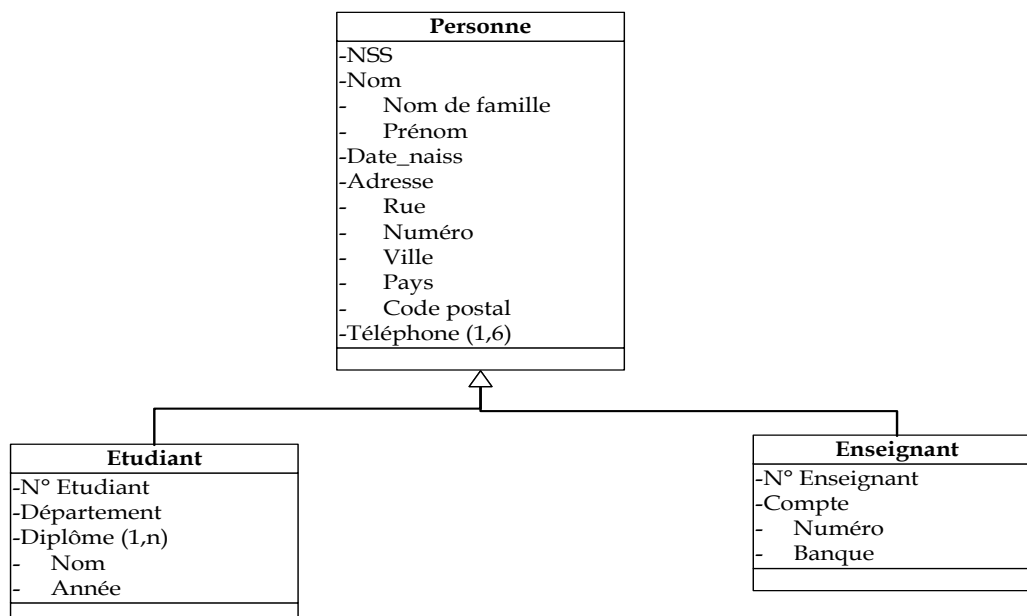 Personne
-NSS
-Nom
- Nom de famille
- Prénom
-Date_naiss
-Adresse
- Rue
- Numéro
- Ville
- Pays
- Code postal
-Téléphone (1,6)
Etudiant
-N° Etudiant
-Département
-Diplôme (1,n)
- Nom
- Année
Enseignant
-N° Enseignant
-Compte
- Numéro
- Banque